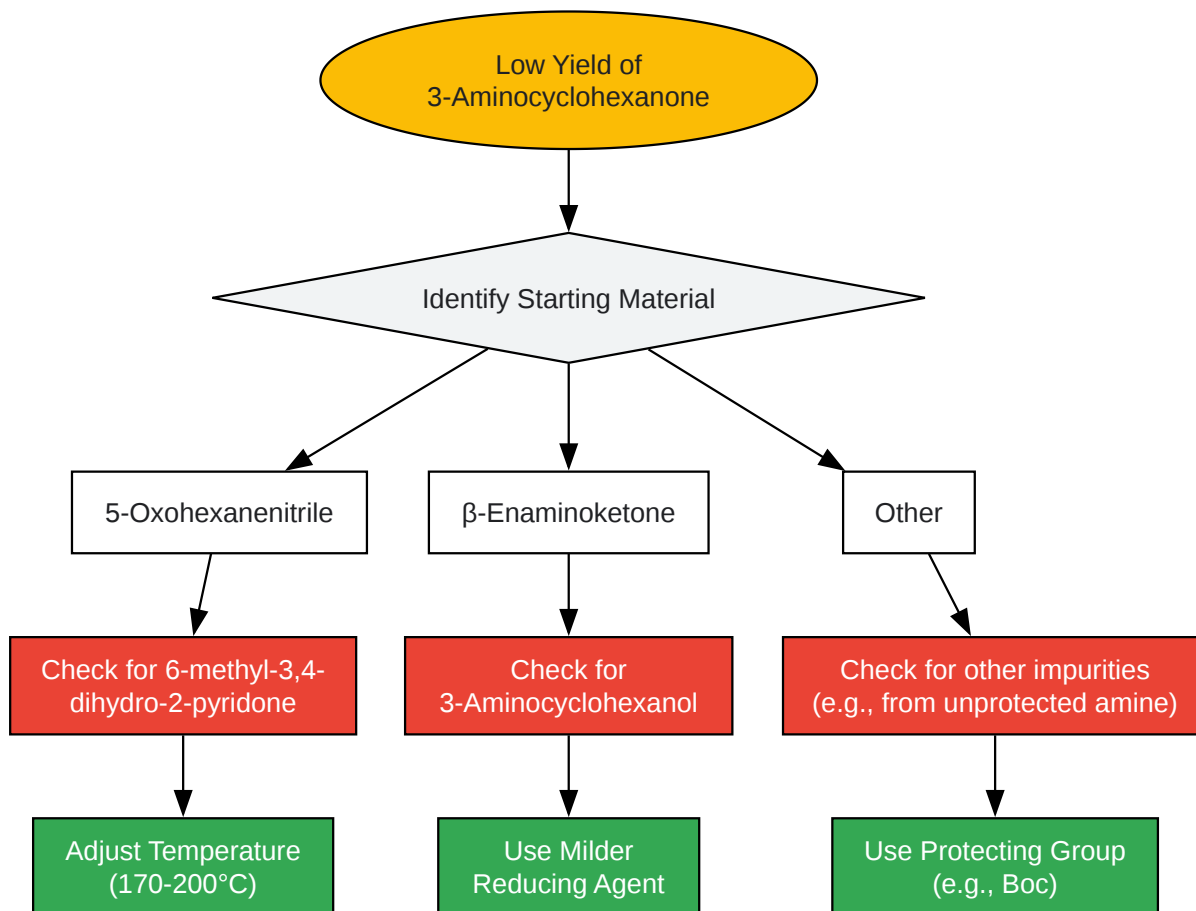 Low Yield of
3-Aminocyclohexanone
Identify Starting Material
5-Oxohexanenitrile
β-Enaminoketone
Other
Check for 6-methyl-3,4-
dihydro-2-pyridone
Check for
3-Aminocyclohexanol
Check for other impurities
(e.g., from unprotected amine)
Adjust Temperature
(170-200°C)
Use Milder
Reducing Agent
Use Protecting Group
(e.g., Boc)